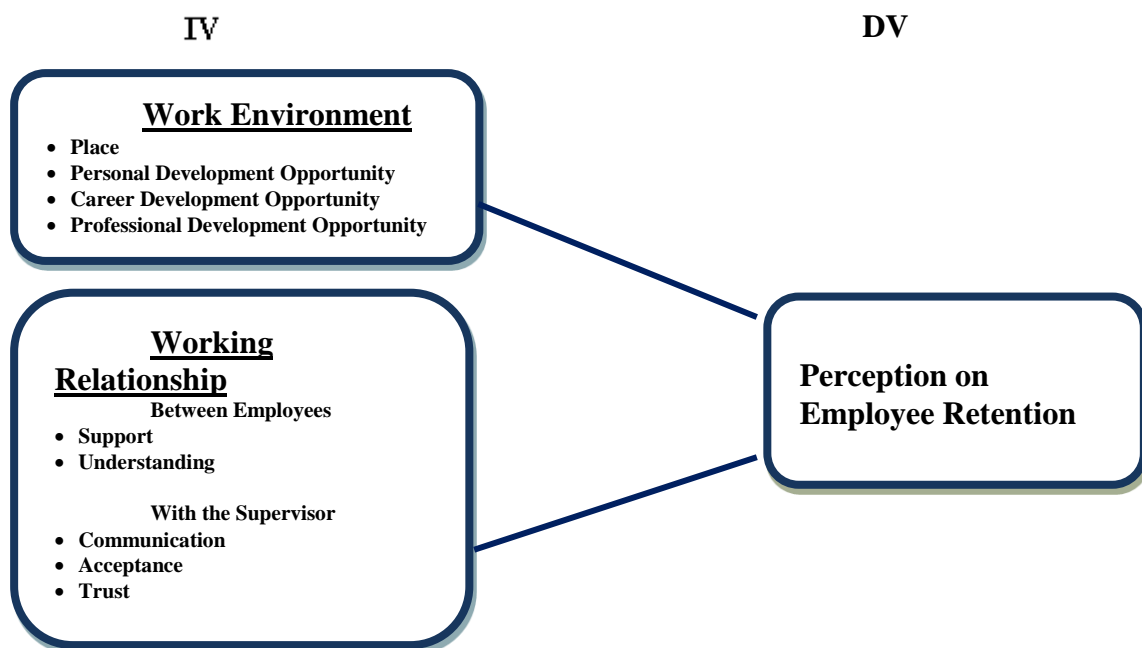 IV
DV
Work Environment
• Place
• Personal Development Opportunity
• Career Development Opportunity
• Professional Development Opportunity
Working
Relationship
Between Employees
• Support
• Understanding
With the Supervisor
• Communication
• Acceptance
• Trust
Perception on
Employee Retention